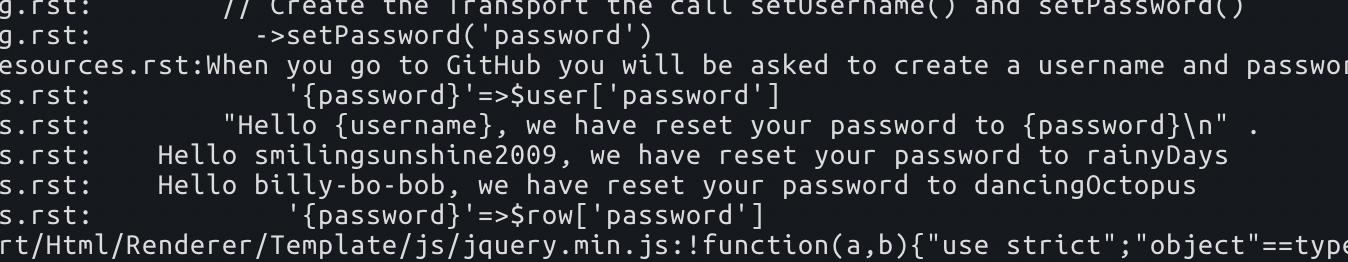 g.rst:        // Create the Transport the call setUsername() and setPassword()
g.rst:          ->setPassword('password')
esources.rst:When you go to GitHub you will be asked to create a username and passwor
s.rst:            '{password}'=>$user['password']
s.rst:        "Hello {username}, we have reset your password to {password}\n" .
s.rst:    Hello smilingsunshine2009, we have reset your password to rainyDays
s.rst:    Hello billy-bo-bob, we have reset your password to dancingOctopus
s.rst:            '{password}'=>$row['password']
rt/Html/Renderer/Template/js/jquery.min.js:!function(a,b){"use strict";"object"==type